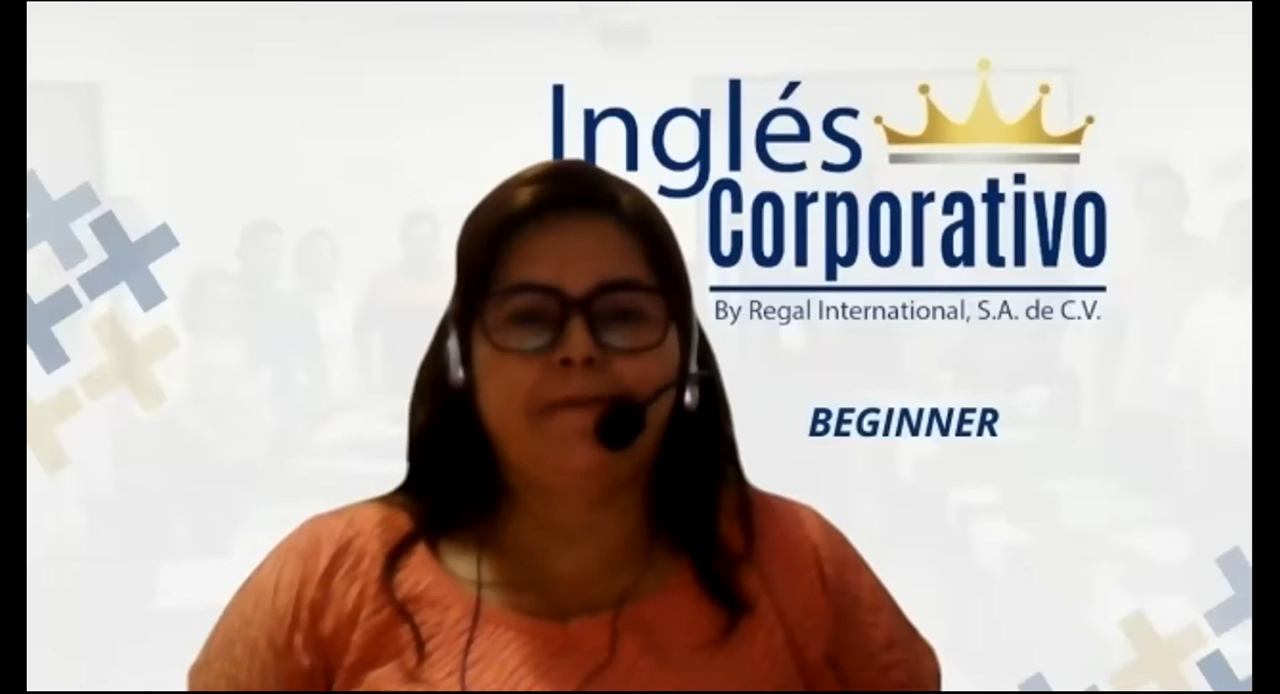 Inglés
Corporativo
By Regal International, S.A. de C.V.
BEGINNER